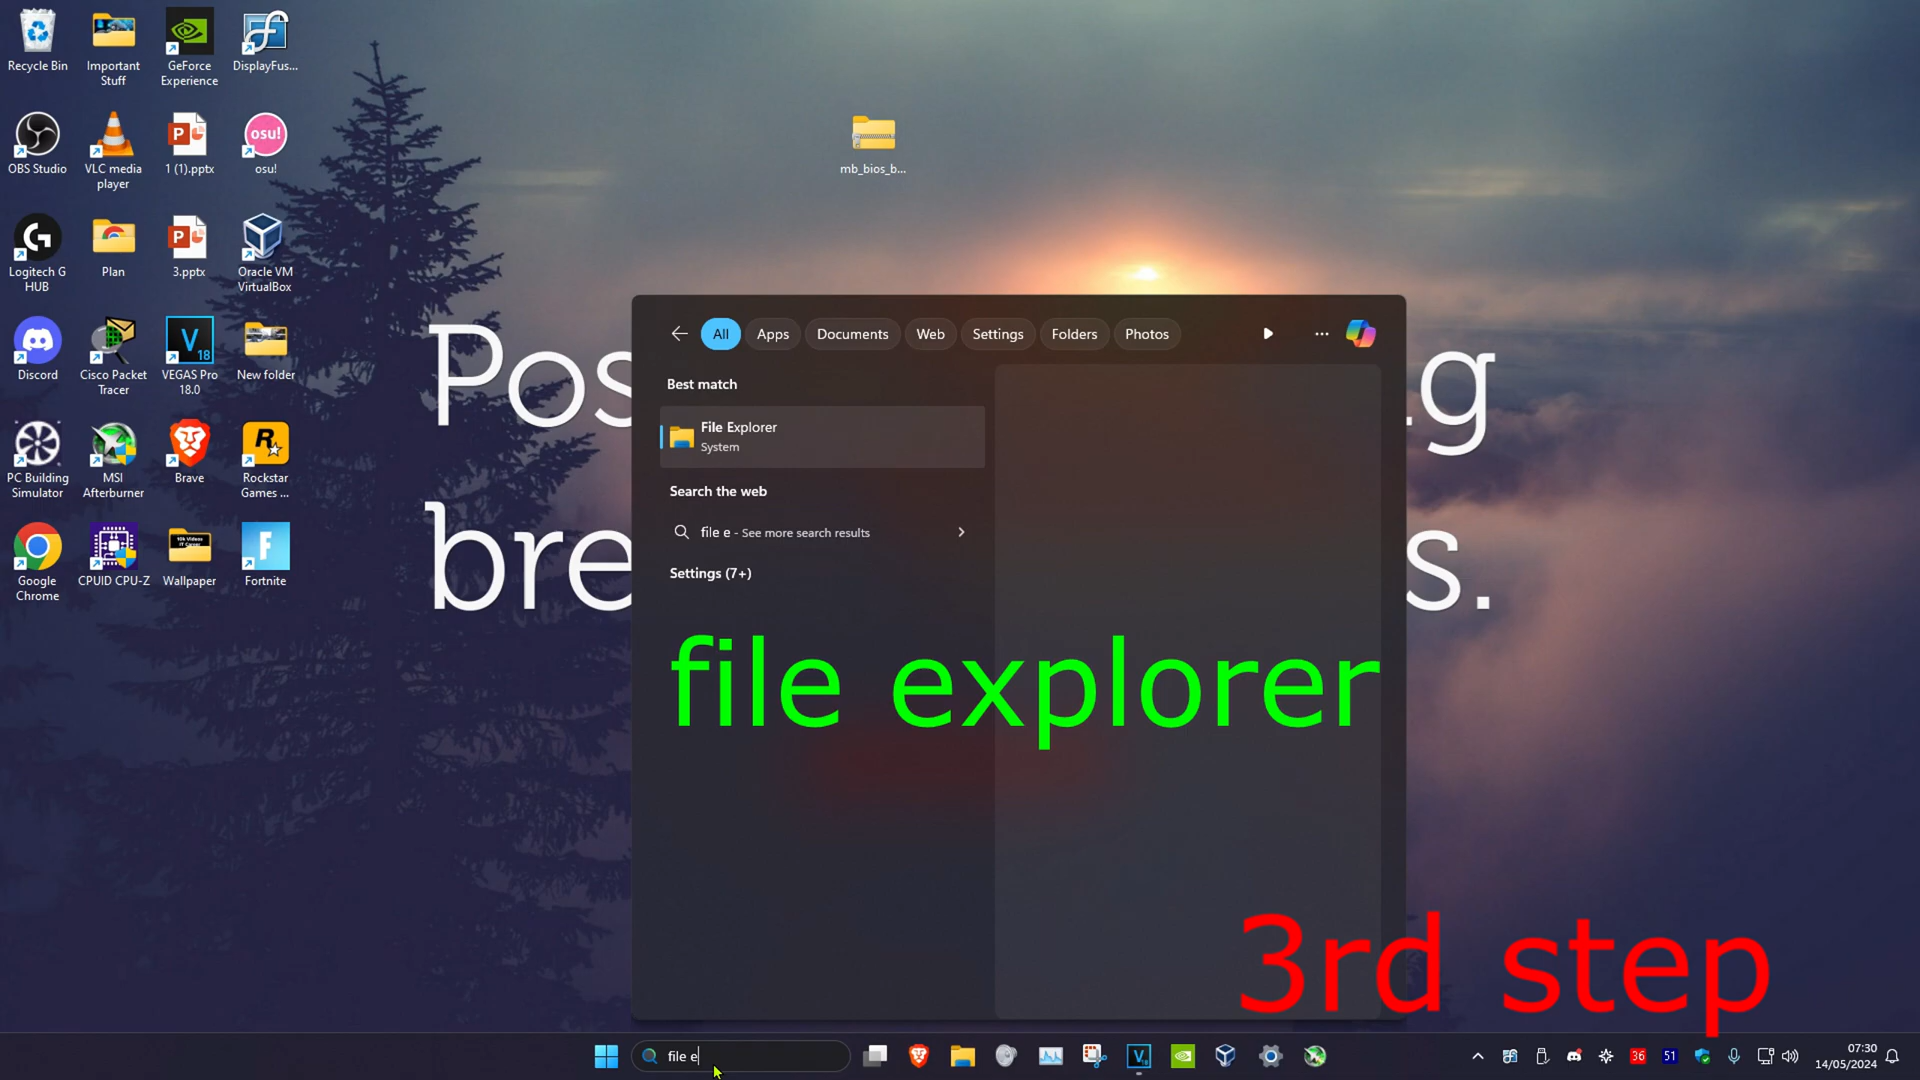 Recycle Bin
Important
Stuff
GeForce
Experience
DisplayFus...
OBS Studio
VLC media
player
1 (1).pptx
osu!
osu!
mb_bios_b...
Logitech G
HUB
Plan
3.pptx
Oracle VM
VirtualBox
Discord
Cisco Packet
Tracer
V
18
VEGAS Pro
18.0
New folder
PC Building
Simulator
MSI
Afterburner
Brave
Rockstar
Games ...
Google
Chrome
CPUID CPU-Z
Wallpaper
Fortnite
Pos
g
bre
s.
All
Apps
Documents
Web
Settings
Folders
Photos
Best match
File Explorer
System
Search the web
file e - See more search results
Settings (7+)
file explorer
3rd step
file e
36
51
07:30
14/05/2024